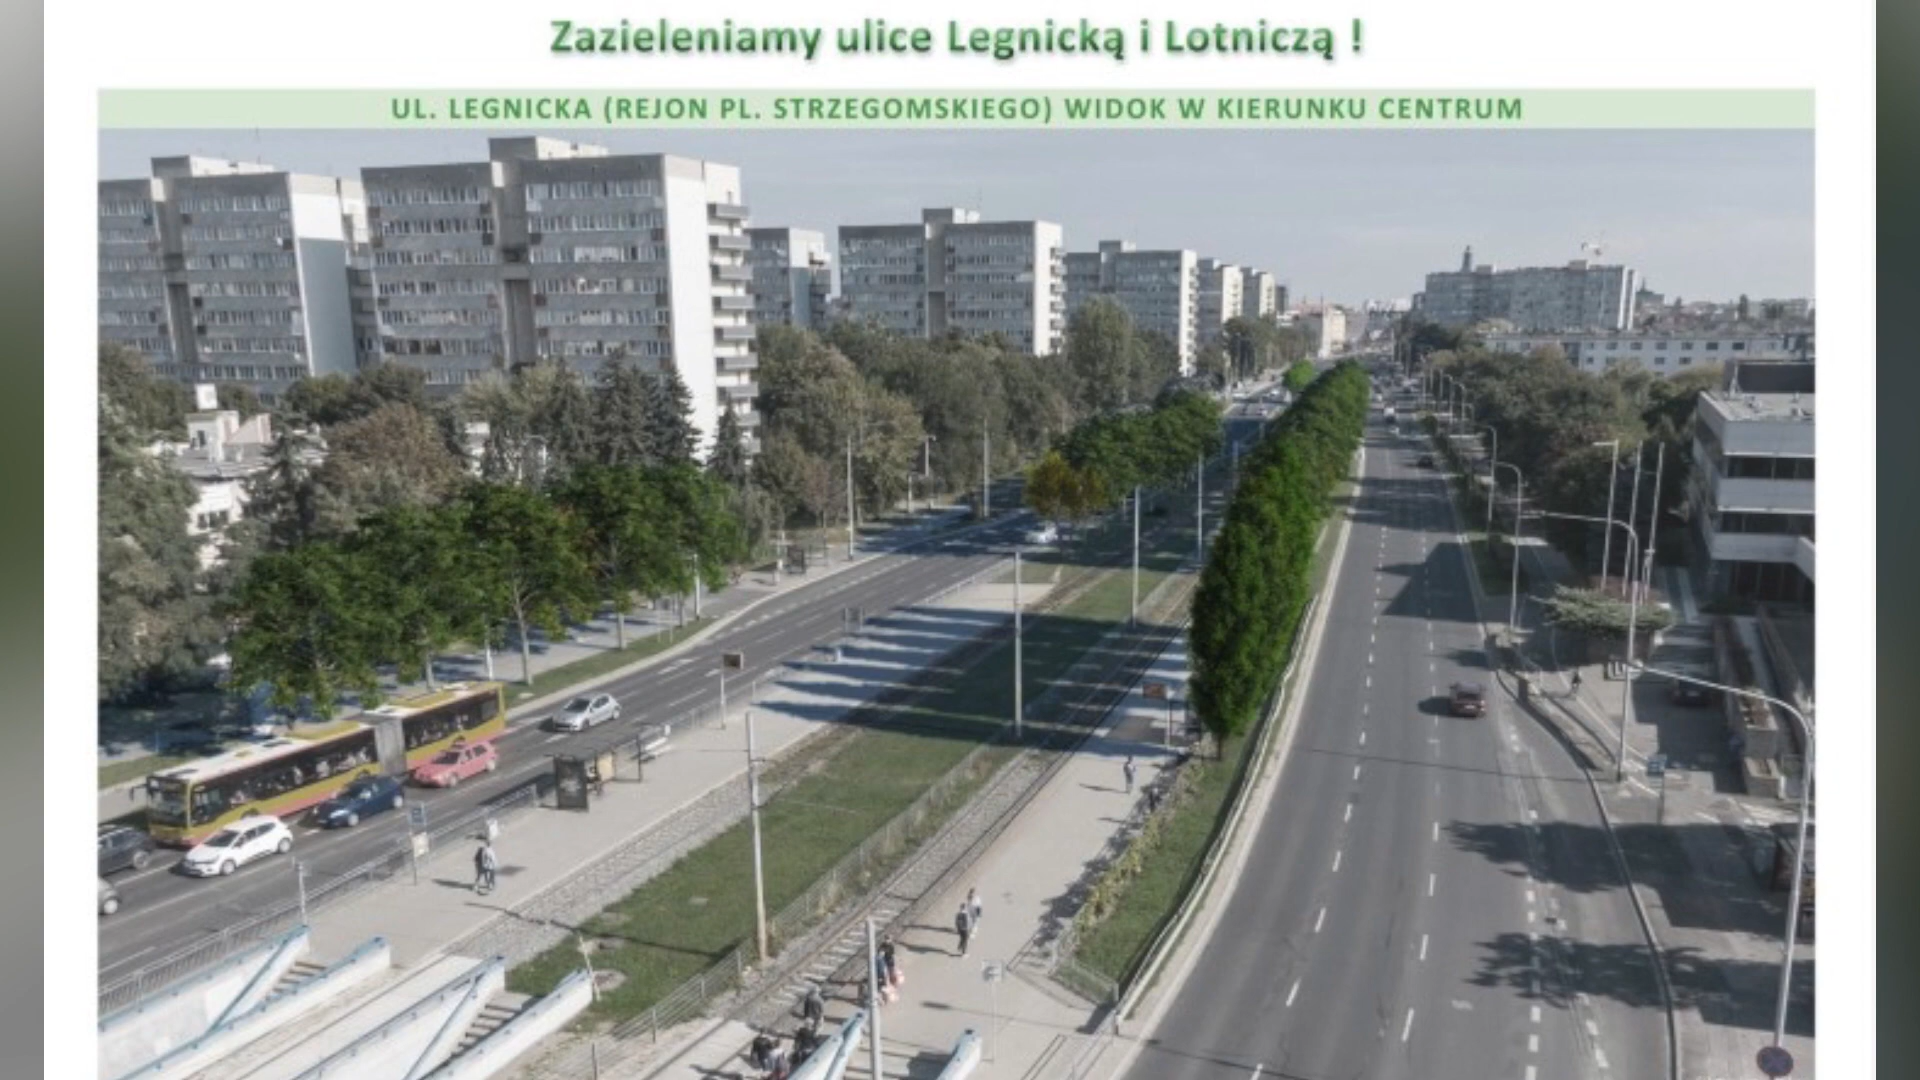 Zazieleniamy ulice Legnicką i Lotniczą !
UL. LEGNICKA (REJON PL. STRZEGOMSKIEGO) WIDOK W KIERUNKU CENTRUM